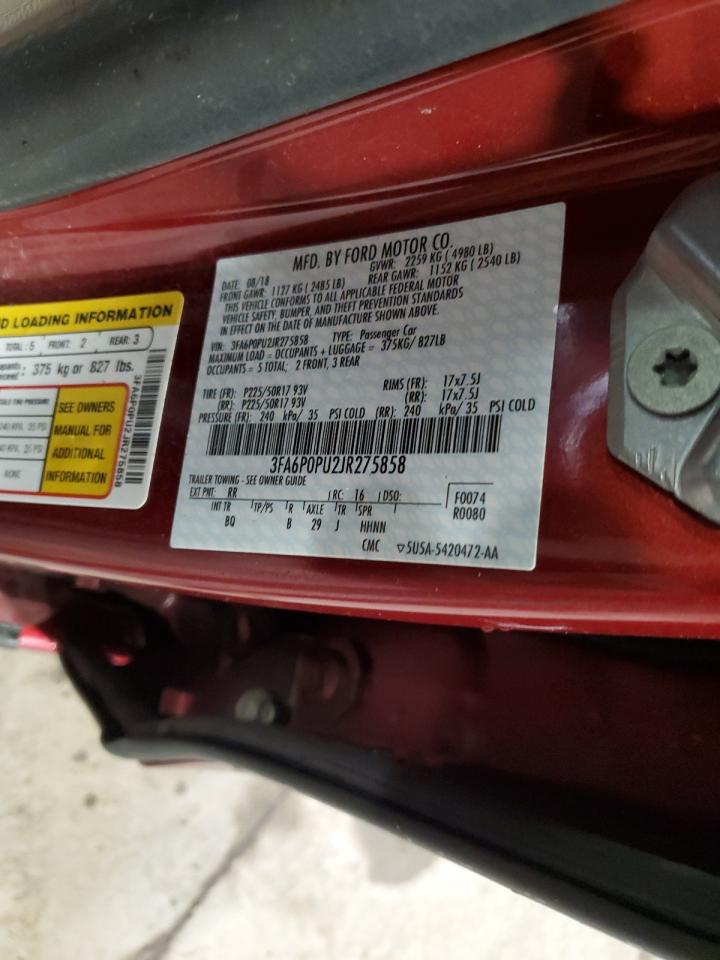 MFD. BY FORD MOTOR CO.
DATE: 08/18 GVWR: 2259 KG ( 4980 LB)
FRONT GAWR: 1127 KG ( 2485 LB) REAR GAWR: 1152 KG ( 2540 LB)
THIS VEHICLE CONFORMS TO ALL APPLICABLE FEDERAL MOTOR
VEHICLE SAFETY, BUMPER, AND THEFT PREVENTION STANDARDS
IN EFFECT ON THE DATE OF MANUFACTURE SHOWN ABOVE.
VIN: 3FA6P0PU2JR275858 TYPE: Passenger Car
MAXIMUM LOAD = OCCUPANTS + LUGGAGE = 375KG/ 827LB
OCCUPANTS = 5 TOTAL; 2 FRONT, 3 REAR
TIRE (FR): P225/50R17 93V RIMS (FR): 17x7.5J
(RR): P225/50R17 93V (RR): 17x7.5J
PRESSURE (FR): 240 kPa/ 35 PSI COLD (RR): 240 kPa/ 35 PSI COLD
3FA6P0PU2JR275858
TRAILER TOWING - SEE OWNER GUIDE
EXT PNT: RR RC: 16 DSO: F0074
INT TR TP/PS R AXLE TR SPR R0080
BQ B 29 J HHNN
CMC 5U5A-5420472-AA
LOADING INFORMATION
TOTAL: 5 FRONT: 2 REAR: 3
375 kg or 827 lbs.
SEE OWNERS
MANUAL FOR
ADDITIONAL
INFORMATION
240 KPA, 35 PSI
NONE
3FA6P0PU2JR275858